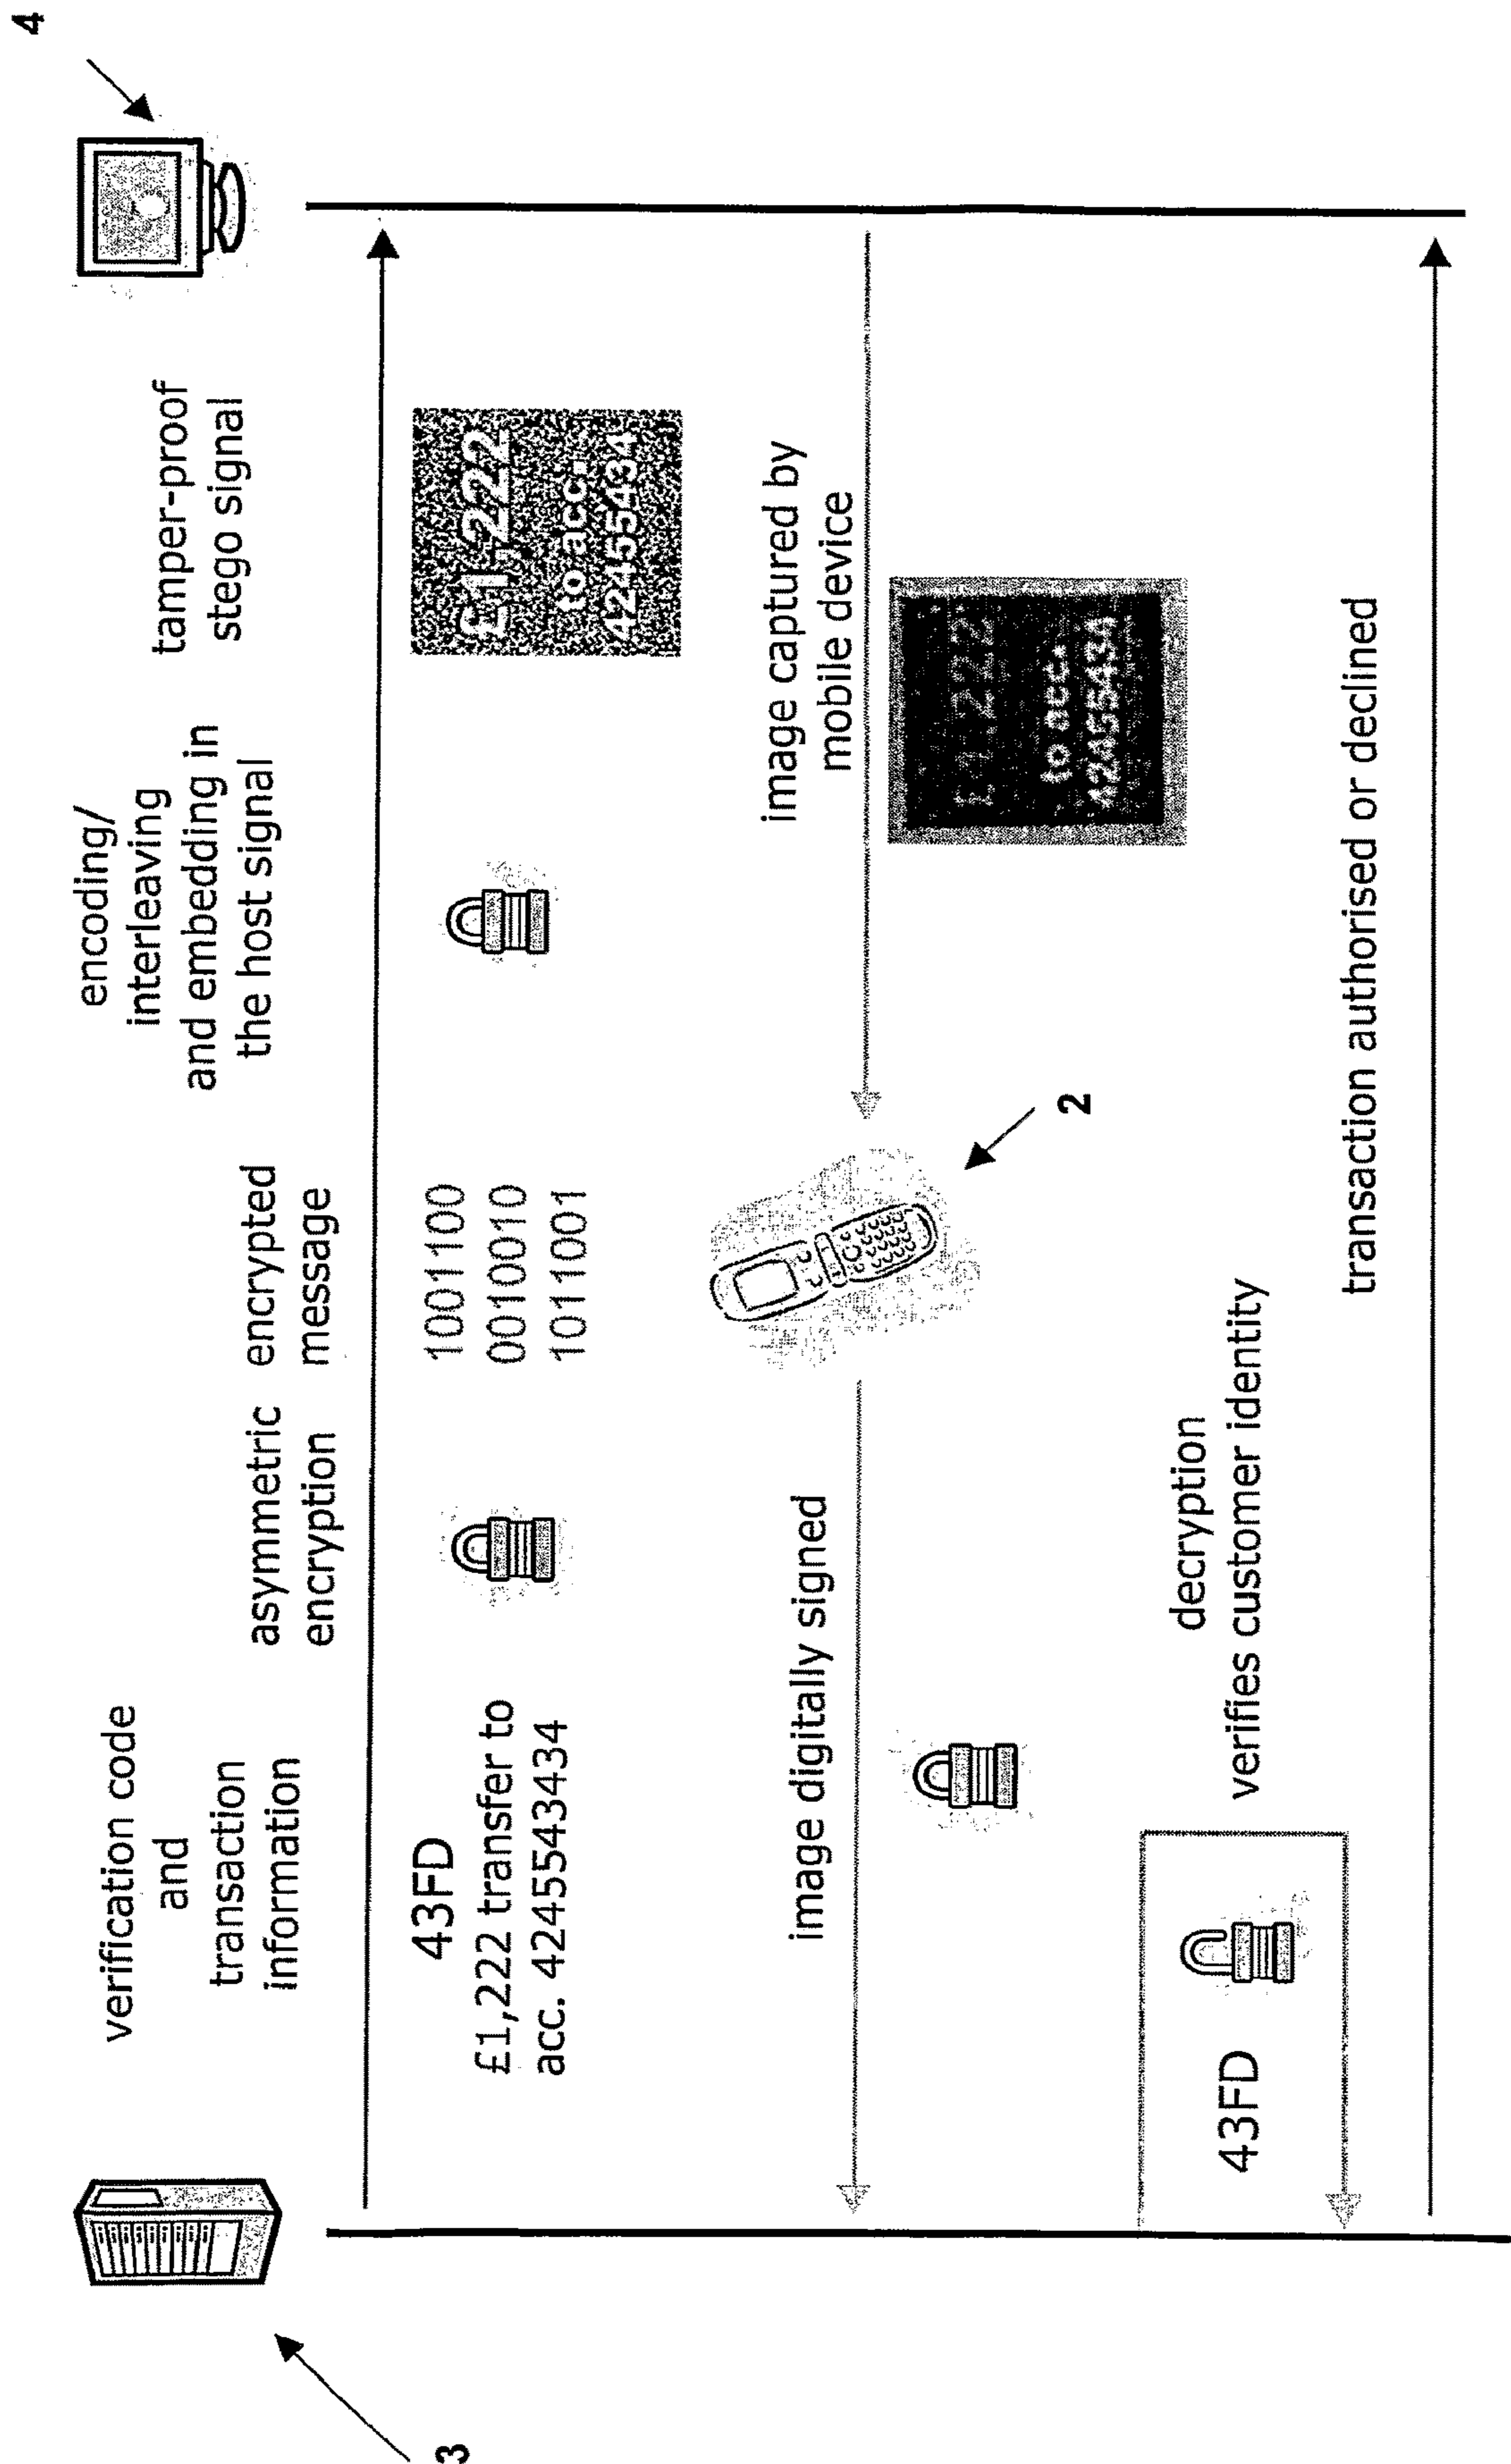 3
verification code
and
transaction
information
asymmetric
encryption
encrypted
message
encoding/
interleaving
and embedding in
the host signal
tamper-proof
stego signal
4
43FD
£1,222 transfer to
acc. 4245543434
1001100
0010010
1011001
£1,222
to acc.
42455434
image digitally signed
2
image captured by
mobile device
£1,222
to acc.
42455434
43FD
decryption
verifies customer identity
transaction authorised or declined